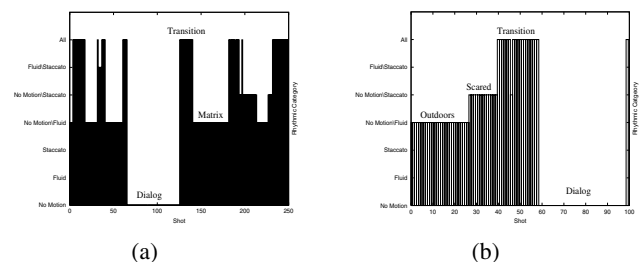 Transition
All
Fluid\Staccato
No Motion\Staccato
No Motion\Fluid
Staccato
Fluid
No Motion
Matrix
Dialog
0 50 100 150 200 250
Shot
Rhythmic Category
(a)
Transition
All
Fluid\Staccato
Scared
No Motion\Staccato
Outdoors
No Motion\Fluid
Staccato
Fluid
Dialog
No Motion
0 10 20 30 40 50 60 70 80 90 100
Shot
Rhythmic Category
(b)